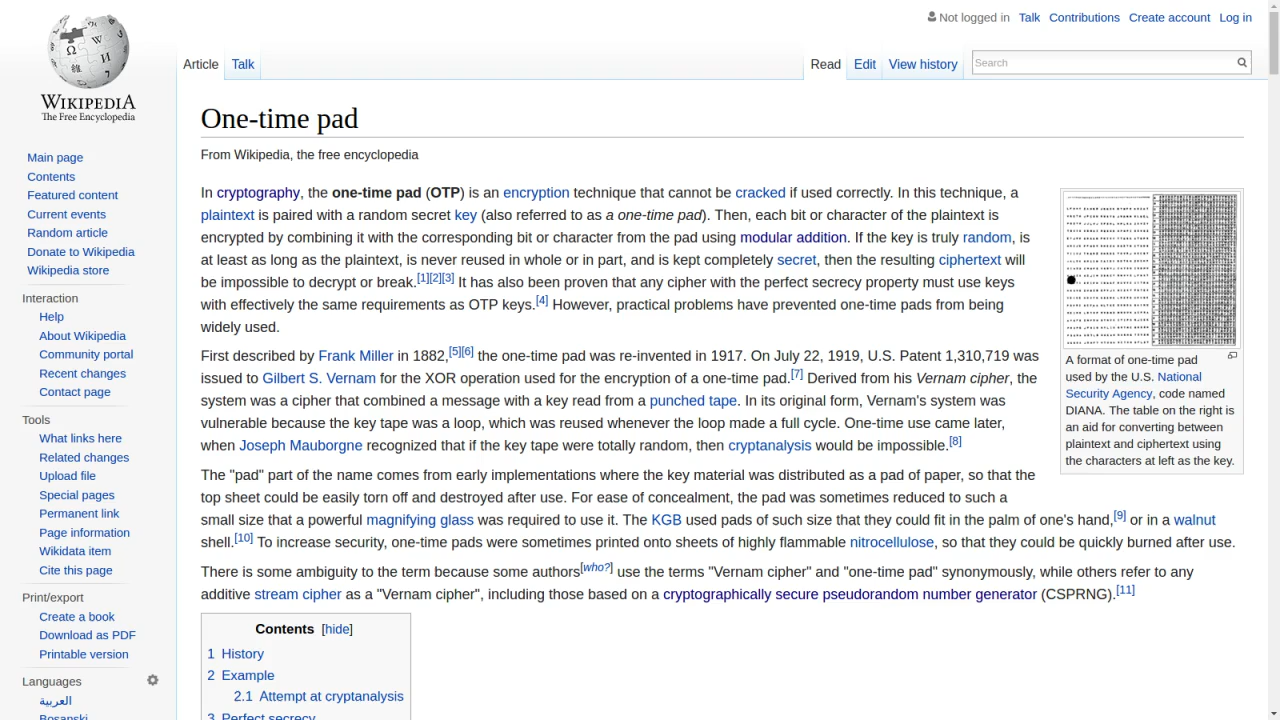 WIKIPEDIA
The Free Encyclopedia
Main page
Contents
Featured content
Current events
Random article
Donate to Wikipedia
Wikipedia store
Interaction
Help
About Wikipedia
Community portal
Recent changes
Contact page
Tools
What links here
Related changes
Upload file
Special pages
Permanent link
Page information
Wikidata item
Cite this page
Print/export
Create a book
Download as PDF
Printable version
Languages
العربية
Bosanski
Not logged in Talk Contributions Create account Log in
Article Talk Read Edit View history Search
One-time pad
From Wikipedia, the free encyclopedia
In cryptography, the one-time pad (OTP) is an encryption technique that cannot be cracked if used correctly. In this technique, a
plaintext is paired with a random secret key (also referred to as a one-time pad). Then, each bit or character of the plaintext is
encrypted by combining it with the corresponding bit or character from the pad using modular addition. If the key is truly random, is
at least as long as the plaintext, is never reused in whole or in part, and is kept completely secret, then the resulting ciphertext will
be impossible to decrypt or break.[1][2][3] It has also been proven that any cipher with the perfect secrecy property must use keys
with effectively the same requirements as OTP keys.[4] However, practical problems have prevented one-time pads from being
widely used.
First described by Frank Miller in 1882,[5][6] the one-time pad was re-invented in 1917. On July 22, 1919, U.S. Patent 1,310,719 was
issued to Gilbert S. Vernam for the XOR operation used for the encryption of a one-time pad.[7] Derived from his Vernam cipher, the
system was a cipher that combined a message with a key read from a punched tape. In its original form, Vernam's system was
vulnerable because the key tape was a loop, which was reused whenever the loop made a full cycle. One-time use came later,
when Joseph Mauborgne recognized that if the key tape were totally random, then cryptanalysis would be impossible.[8]
The "pad" part of the name comes from early implementations where the key material was distributed as a pad of paper, so that the
top sheet could be easily torn off and destroyed after use. For ease of concealment, the pad was sometimes reduced to such a
small size that a powerful magnifying glass was required to use it. The KGB used pads of such size that they could fit in the palm of one's hand,[9] or in a walnut
shell.[10] To increase security, one-time pads were sometimes printed onto sheets of highly flammable nitrocellulose, so that they could be quickly burned after use.
There is some ambiguity to the term because some authors[who?] use the terms "Vernam cipher" and "one-time pad" synonymously, while others refer to any
additive stream cipher as a "Vernam cipher", including those based on a cryptographically secure pseudorandom number generator (CSPRNG).[11]
A format of one-time pad
used by the U.S. National
Security Agency, code named
DIANA. The table on the right is
an aid for converting between
plaintext and ciphertext using
the characters at left as the key.
Contents [hide]
1 History
2 Example
2.1 Attempt at cryptanalysis
3 Perfect secrecy